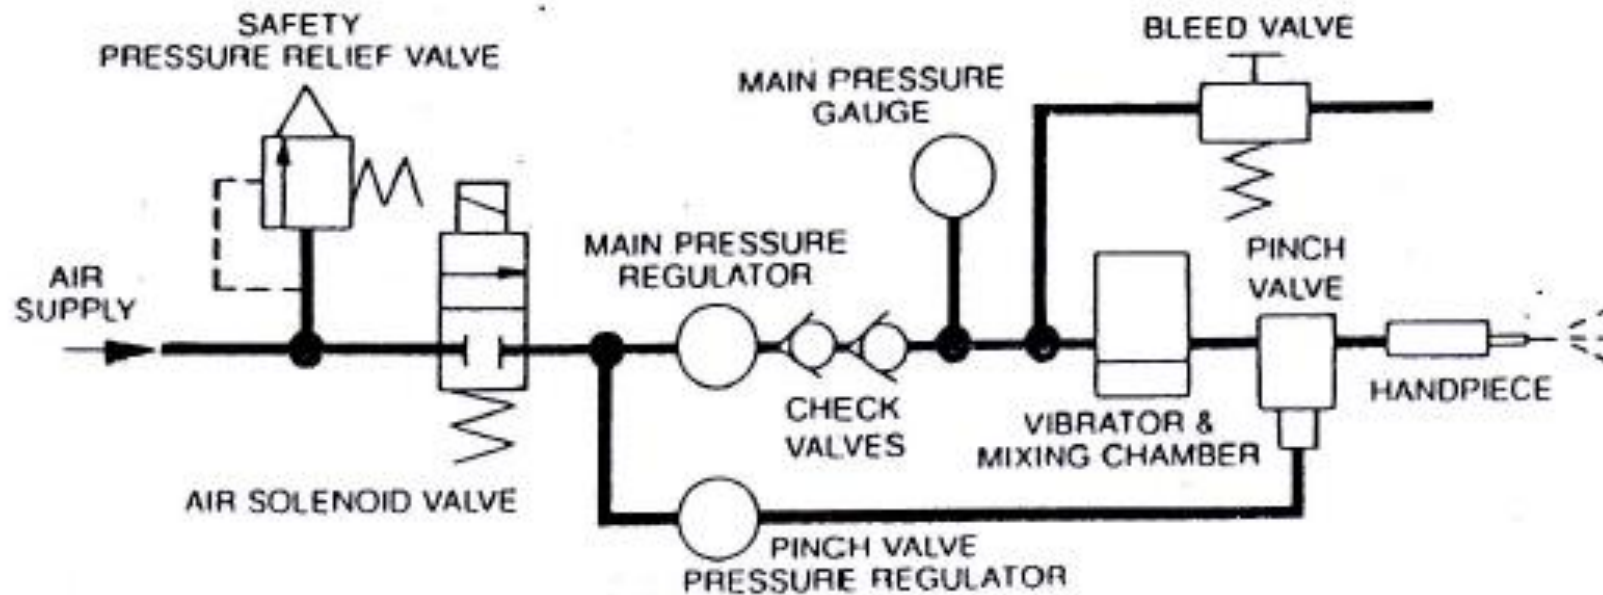 SAFETY
PRESSURE RELIEF VALVE
BLEED VALVE
MAIN PRESSURE
GAUGE
MAIN PRESSURE
REGULATOR
PINCH
VALVE
AIR
SUPPLY
CHECK
VALVES
HANDPIECE
VIBRATOR &
MIXING CHAMBER
AIR SOLENOID VALVE
PINCH VALVE
PRESSURE REGULATOR